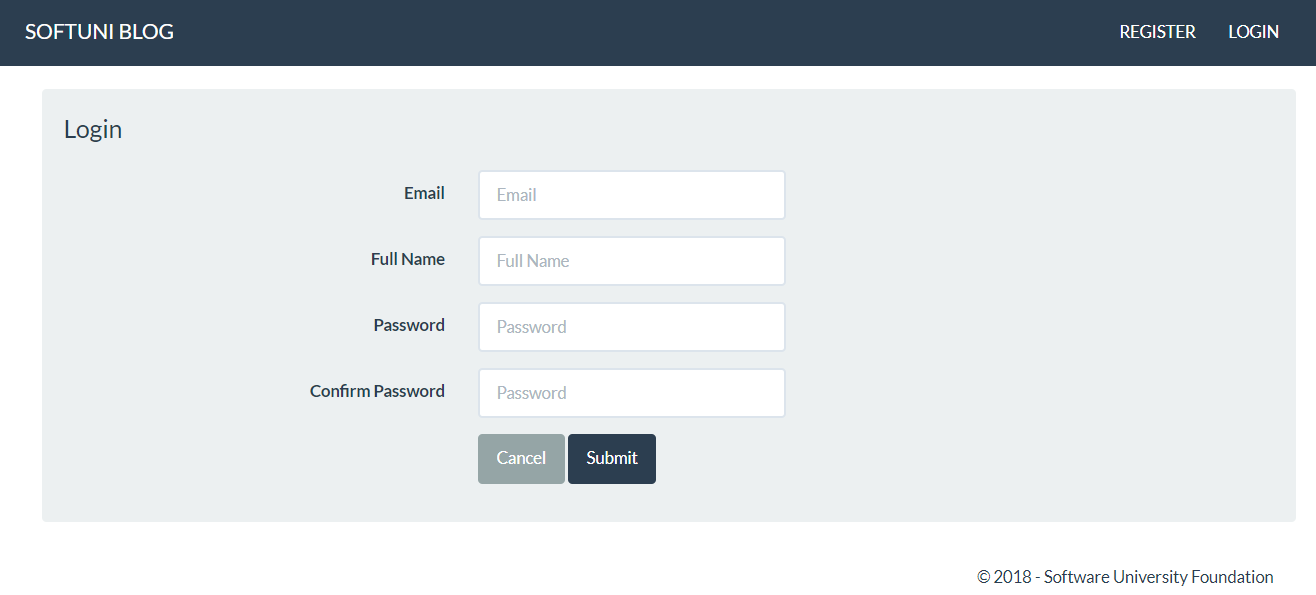 SOFTUNI BLOG REGISTER LOGIN
Login
Email Email
Full Name Full Name
Password Password
Confirm Password Password
Cancel Submit
© 2018 - Software University Foundation